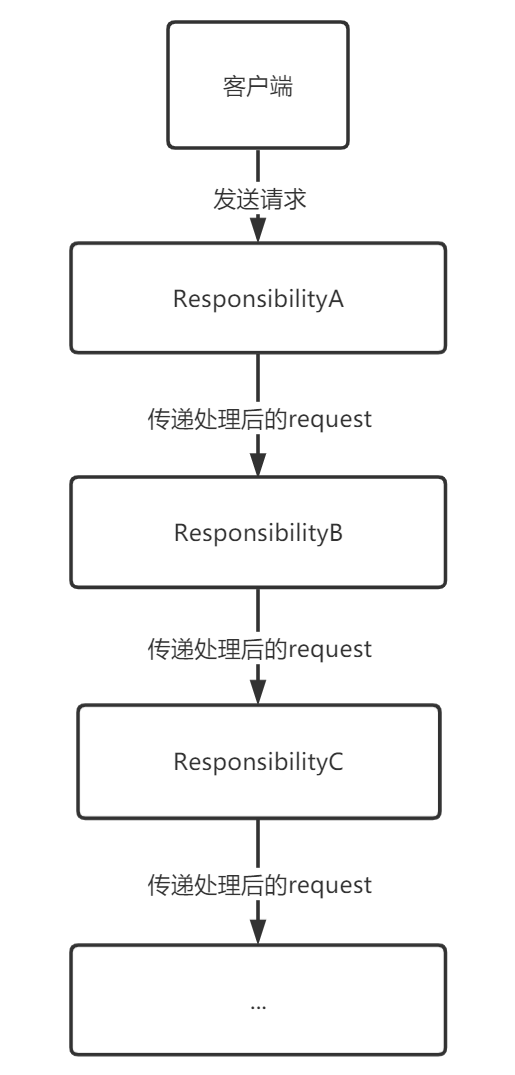 客户端
发送请求
ResponsibilityA
传递处理后的request
ResponsibilityB
传递处理后的request
ResponsibilityC
传递处理后的request
...